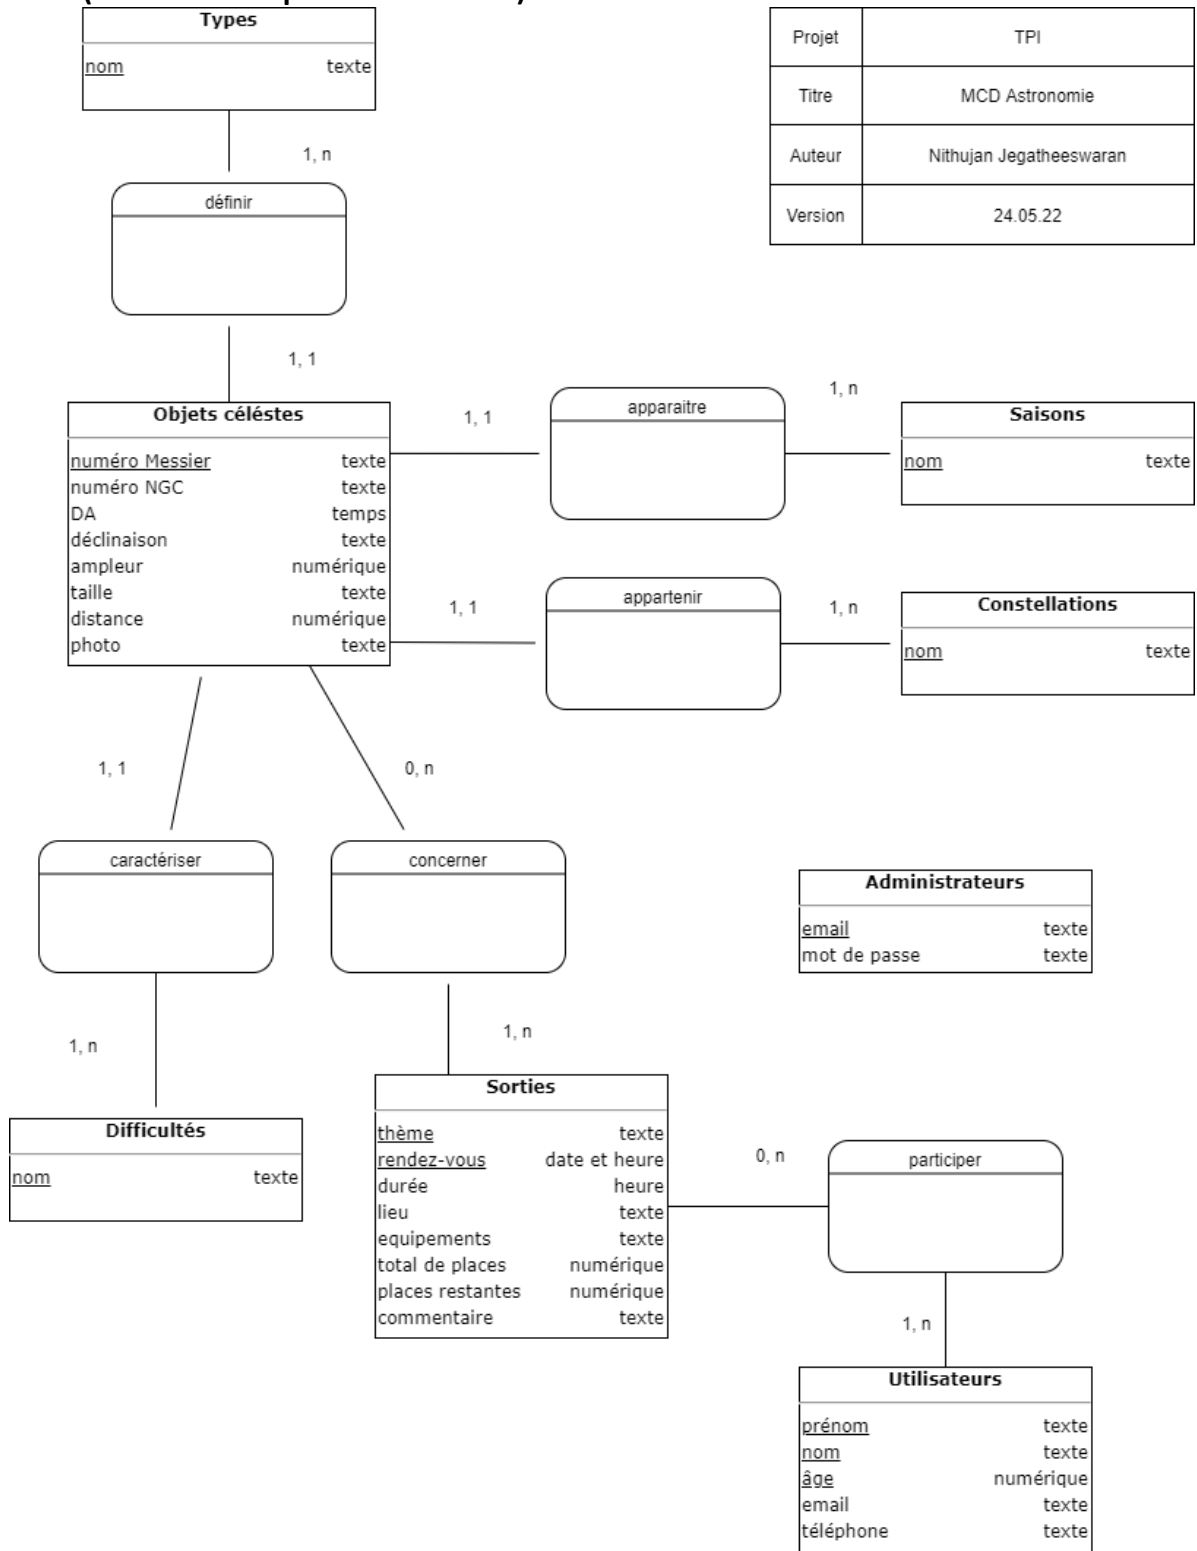 Types
nom texte
Projet TPI
Titre MCD Astronomie
Auteur Nithujan Jegatheeswaran
Version 24.05.22
1, n
définir
1, 1
Objets céléstes
numéro Messier texte
numéro NGC texte
DA temps
déclinaison texte
ampleur numérique
taille texte
distance numérique
photo texte
1, 1
apparaitre
1, n
Saisons
nom texte
1, 1
appartenir
1, n
Constellations
nom texte
1, 1
0, n
caractériser
concerner
Administrateurs
email texte
mot de passe texte
1, n
1, n
Difficultés
nom texte
Sorties
thème texte
rendez-vous date et heure
durée heure
lieu texte
equipements texte
total de places numérique
places restantes numérique
commentaire texte
0, n
participer
1, n
Utilisateurs
prénom texte
nom texte
âge numérique
email texte
téléphone texte